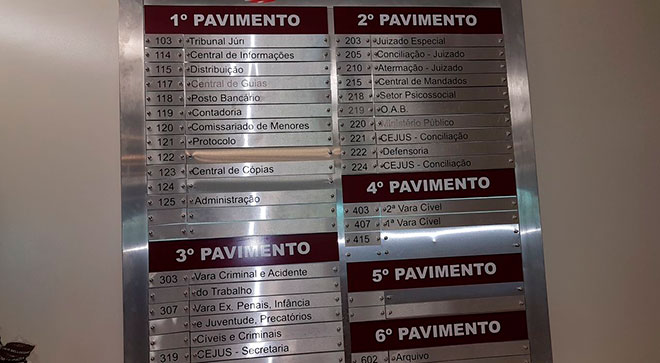 1º PAVIMENTO
103 Tribunal Júri
114 Central de Informações
115 Distribuição
117 Central de Guias
118 Posto Bancário
119 Contadoria
120 Comissariado de Menores
121 Protocolo
122
123 Central de Cópias
124
125 Administração
3º PAVIMENTO
303 Vara Criminal e Acidente
do Trabalho
307 Vara Ex. Penais, Infância
e Juventude, Precatórios
Cíveis e Criminais
319 CEJUS - Secretaria
2º PAVIMENTO
203 Juizado Especial
205 Conciliação - Juizado
210 Atermação - Juizado
215 Central de Mandados
218 Setor Psicossocial
219 O.A.B.
220 Ministério Público
221 CEJUS - Conciliação
222 Defensoria
224 CEJUS - Conciliação
4º PAVIMENTO
403 2ª Vara Cível
407 1ª Vara Cível
415
5º PAVIMENTO
6º PAVIMENTO
602 Arquivo